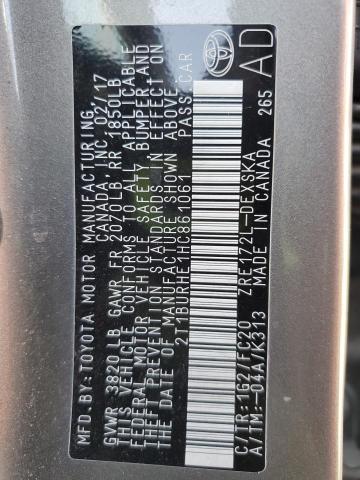 MFD.BY:TOYOTA MOTOR MANUFACTURING
CANADA, INC. 02/17
GVWR 3820LB GAWR FR 2070LB RR 1850LB
THIS VEHICLE CONFORMS TO ALL APPLICABLE
FEDERAL MOTOR VEHICLE SAFETY, BUMPER AND
THEFT PREVENTION STANDARDS IN EFFECT ON
THE DATE OF MANUFACTURE SHOWN ABOVE.
2T1BURHE1HC861061 PASS.CAR
C/TR:1G2/FC20 ZRE172L-DEXSKA
A/TM:-04A/K313 MADE IN CANADA 265
AD